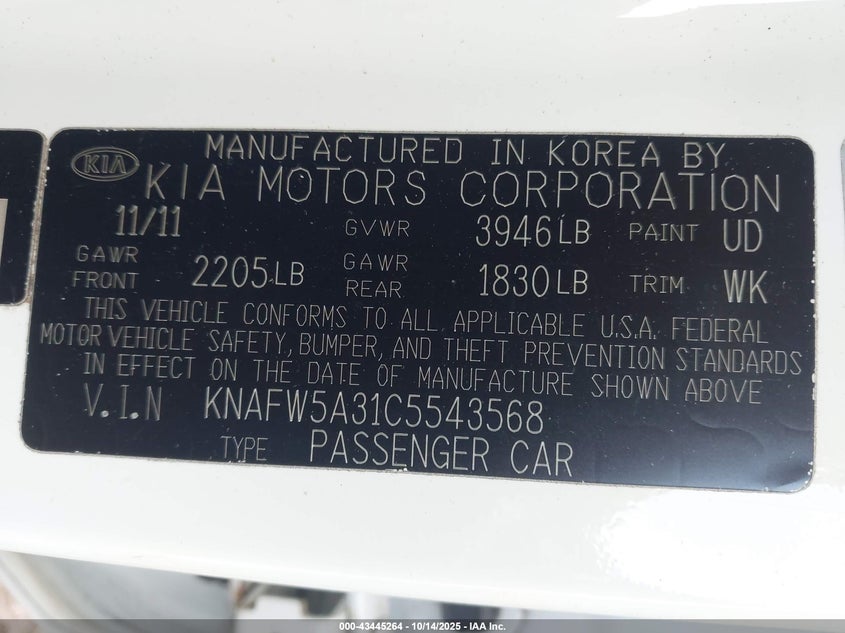 MANUFACTURED IN KOREA BY
KIA KIA MOTORS CORPORATION
11/11 GVWR 3946LB PAINT UD
GAWR FRONT 2205LB GAWR REAR 1830LB TRIM WK
THIS VEHICLE CONFORMS TO ALL APPLICABLE U.S.A. FEDERAL
MOTOR VEHICLE SAFETY, BUMPER, AND THEFT PREVENTION STANDARDS
IN EFFECT ON THE DATE OF MANUFACTURE SHOWN ABOVE
V.I.N KNAFW5A31C5543568
TYPE PASSENGER CAR
000-43445264 | 10/14/2025 | IAA Inc.